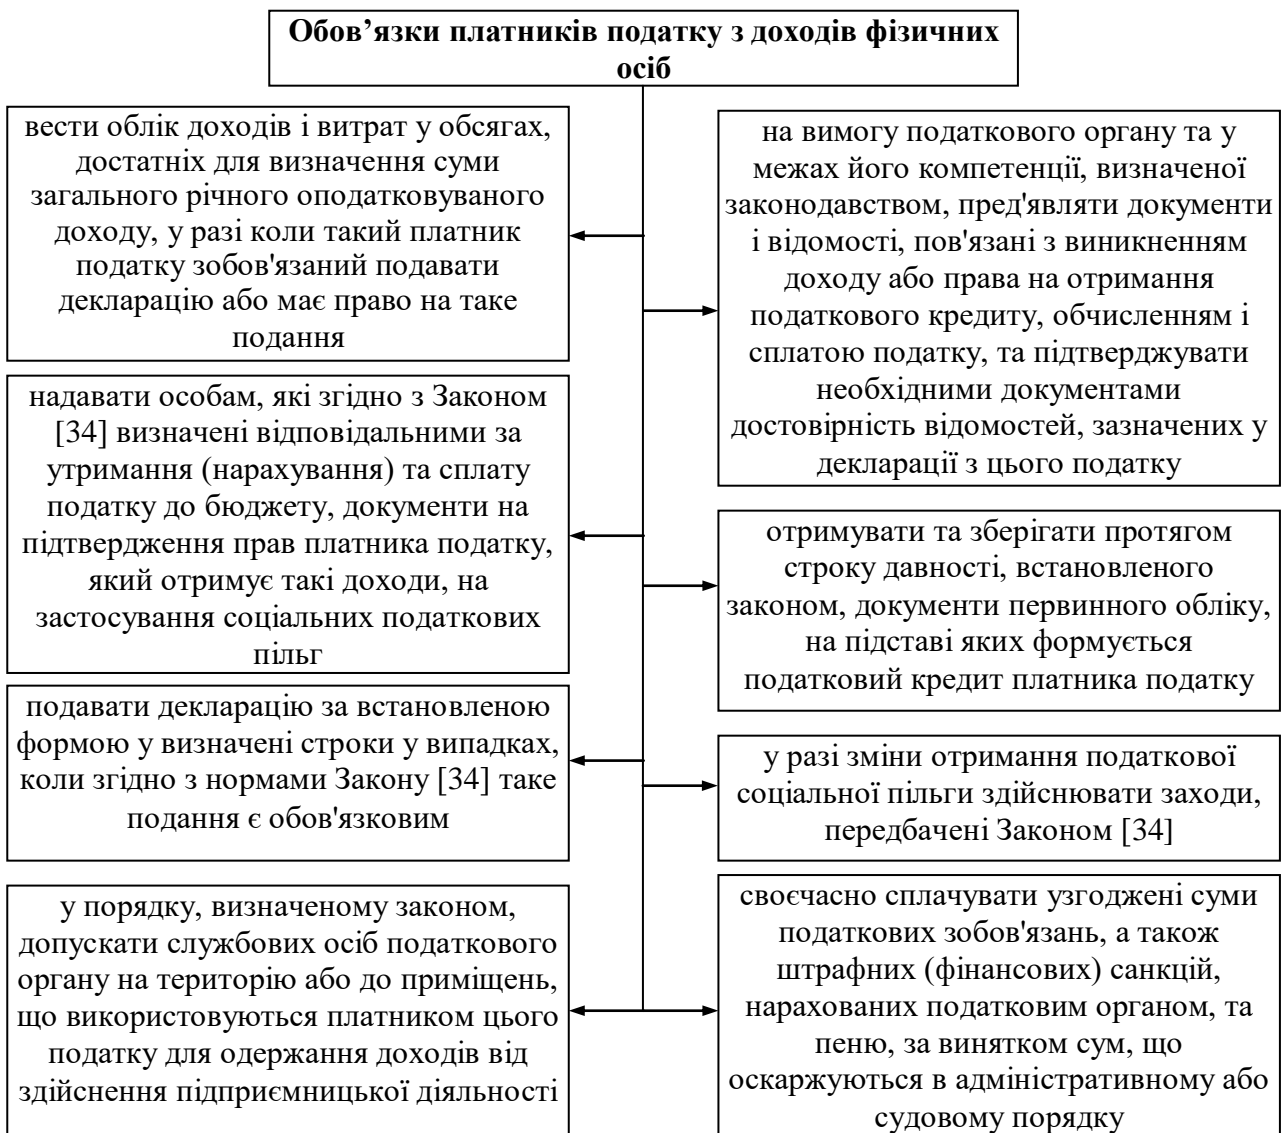 Обов’язки платників податку з доходів фізичних
осіб
вести облік доходів і витрат у обсягах,
достатніх для визначення суми
загального річного оподатковуваного
доходу, у разі коли такий платник
податку зобов'язаний подавати
декларацію або має право на таке
подання
надавати особам, які згідно з Законом
[34] визначені відповідальними за
утримання (нарахування) та сплату
податку до бюджету, документи на
підтвердження прав платника податку,
який отримує такі доходи, на
застосування соціальних податкових
пільг
подавати декларацію за встановленою
формою у визначені строки у випадках,
коли згідно з нормами Закону [34] таке
подання є обов'язковим
у порядку, визначеному законом,
допускати службових осіб податкового
органу на територію або до приміщень,
що використовуються платником цього
податку для одержання доходів від
здійснення підприємницької діяльності
на вимогу податкового органу та у
межах його компетенції, визначеної
законодавством, пред'являти документи
і відомості, пов'язані з виникненням
доходу або права на отримання
податкового кредиту, обчисленням і
сплатою податку, та підтверджувати
необхідними документами
достовірність відомостей, зазначених у
декларації з цього податку
отримувати та зберігати протягом
строку давності, встановленого
законом, документи первинного обліку,
на підставі яких формується
податковий кредит платника податку
у разі зміни отримання податкової
соціальної пільги здійснювати заходи,
передбачені Законом [34]
своєчасно сплачувати узгоджені суми
податкових зобов'язань, а також
штрафних (фінансових) санкцій,
нарахованих податковим органом, та
пеню, за винятком сум, що
оскаржуються в адміністративному або
судовому порядку